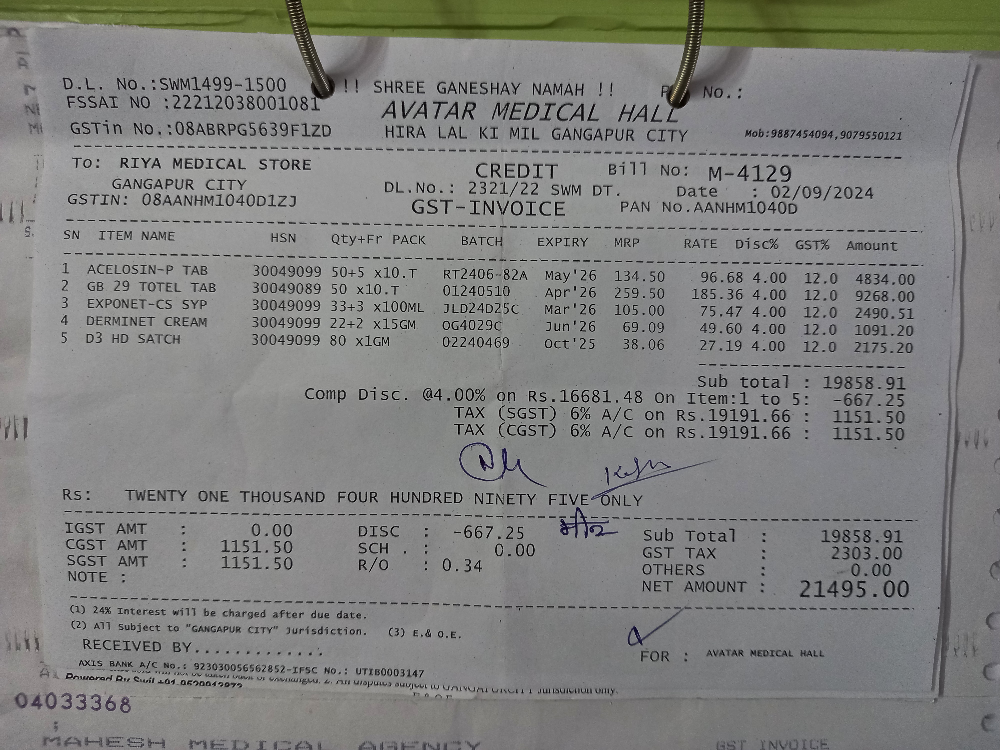 D.L. No.:SWM1499-1500 !! SHREE GANESHAY NAMAH !! No.:
FSSAI NO :22212038001081 AVATAR MEDICAL HALL
GSTin No.:08ABRPG5639F1ZD HIRA LAL KI MIL GANGAPUR CITY Mob:9887454094,9079550121
To: RIYA MEDICAL STORE CREDIT Bill No: M-4129
GANGAPUR CITY DL.No.: 2321/22 SWM DT. Date : 02/09/2024
GSTIN: 08AANHM1040D1ZJ GST-INVOICE PAN No.AANHM1040D
SN ITEM NAME HSN Qty+Fr PACK BATCH EXPIRY MRP RATE Disc% GST% Amount
1 ACELOSIN-P TAB 30049099 50+5 x10.T RT2406-82A May'26 134.50 96.68 4.00 12.0 4834.00
2 GB 29 TOTEL TAB 30049089 50 x10.T 01240510 Apr'26 259.50 185.36 4.00 12.0 9268.00
3 EXPONET-CS SYP 30049099 33+3 x100ML JLD24D25C Mar'26 105.00 75.47 4.00 12.0 2490.51
4 DERMINET CREAM 30049099 22+2 x15GM OG4029C Jun'26 69.09 49.60 4.00 12.0 1091.20
5 D3 HD SATCH 30049099 80 x1GM 02240469 Oct'25 38.06 27.19 4.00 12.0 2175.20
Sub total : 19858.91
Comp Disc. @4.00% on Rs.16681.48 On Item:1 to 5: -667.25
TAX (SGST) 6% A/C on Rs.19191.66 : 1151.50
TAX (CGST) 6% A/C on Rs.19191.66 : 1151.50
Rs: TWENTY ONE THOUSAND FOUR HUNDRED NINETY FIVE ONLY
IGST AMT : 0.00 DISC : -667.25 Sub Total : 19858.91
CGST AMT : 1151.50 SCH . : 0.00 GST TAX : 2303.00
SGST AMT : 1151.50 R/O : 0.34 OTHERS : 0.00
NOTE : NET AMOUNT : 21495.00
(1) 24% Interest will be charged after due date.
(2) All Subject to "GANGAPUR CITY" Jurisdiction. (3) E.& O.E.
RECEIVED BY.............
FOR : AVATAR MEDICAL HALL
AXIS BANK A/C No.: 923030056562852-IFSC No.: UTIB0003147
04033368
MAHESH MEDICAL AGENCY GST INVOICE